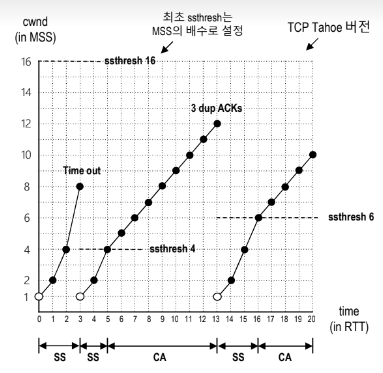 cwnd
(in MSS)
최초 ssthresh는
MSS의 배수로 설정
TCP Tahoe 버전
16
14
12
10
8
6
4
2
1
ssthresh 16
3 dup ACKs
Time out
ssthresh 6
ssthresh 4
0 1 2 3 4 5 6 7 8 9 10 11 12 13 14 15 16 17 18 19 20
time
(in RTT)
SS SS CA SS CA